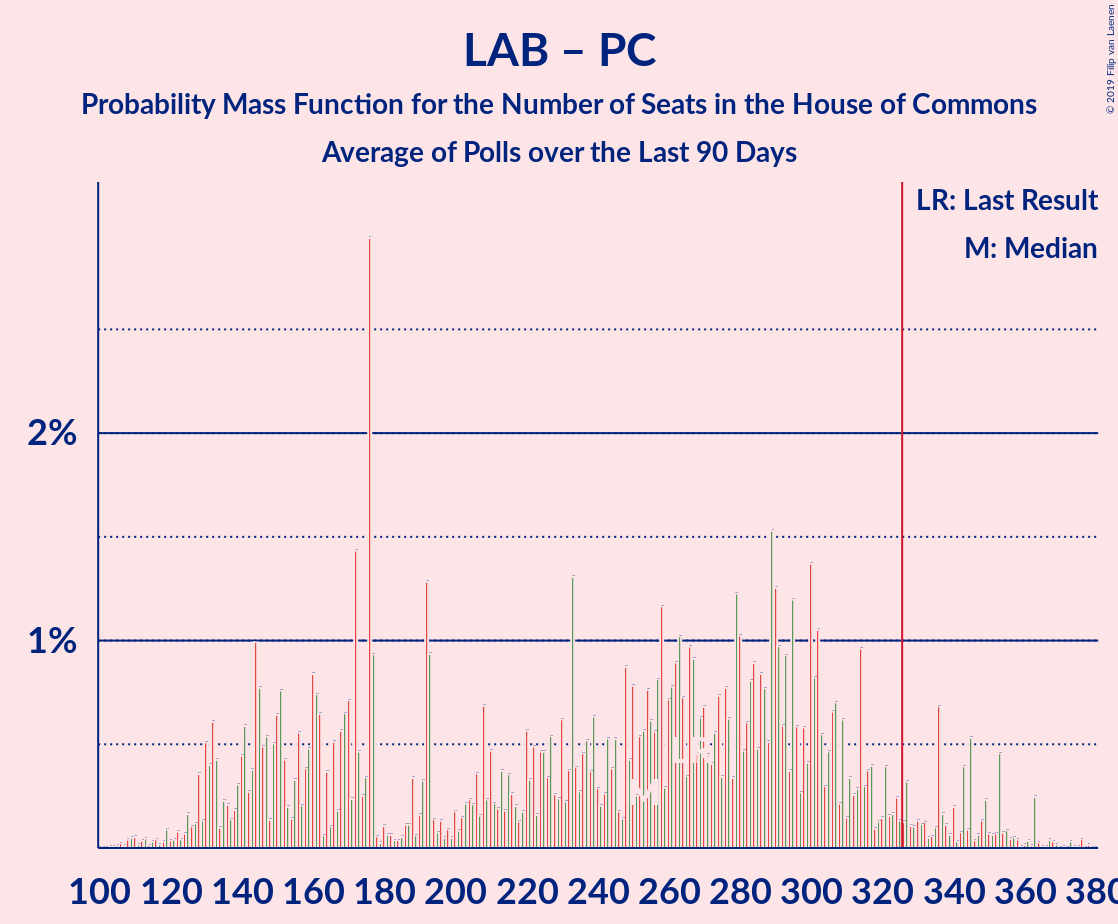 LAB – PC
Probability Mass Function for the Number of Seats in the House of Commons
Average of Polls over the Last 90 Days
© 2019 Filip van Laenen
LR: Last Result
M: Median
2%
1%
100 120 140 160 180 200 220 240 260 280 300 320 340 360 380